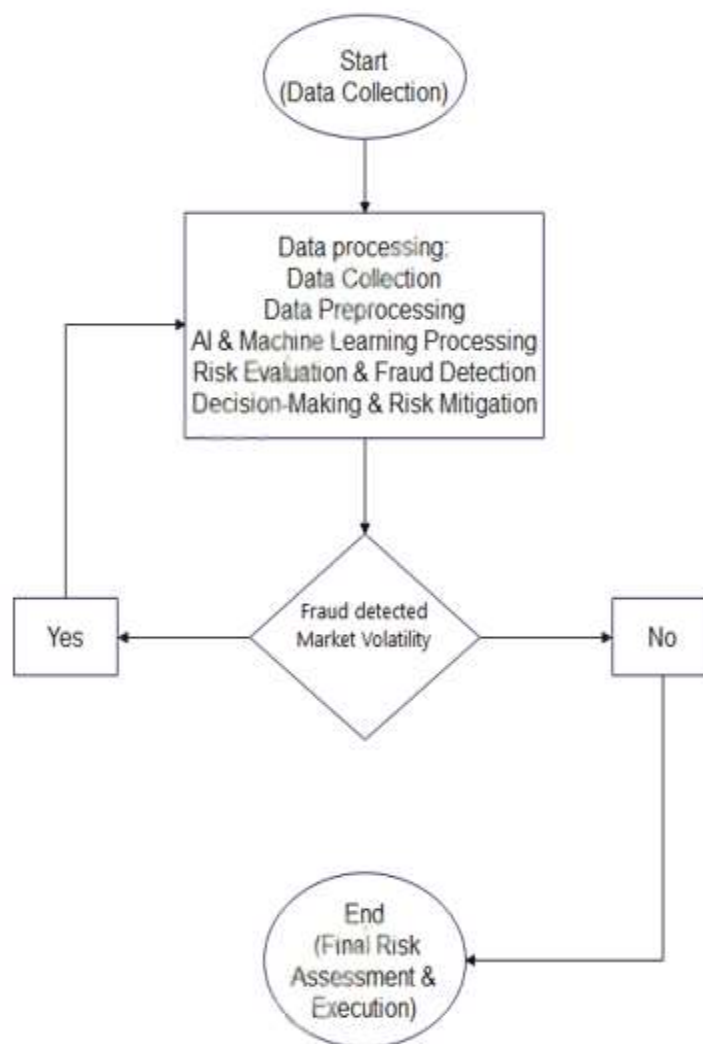 Start
(Data Collection)
Data processing:
Data Collection
Data Preprocessing
AI & Machine Learning Processing
Risk Evaluation & Fraud Detection
Decision-Making & Risk Mitigation
Fraud detected
Market Volatility
Yes
No
End
(Final Risk
Assessment &
Execution)